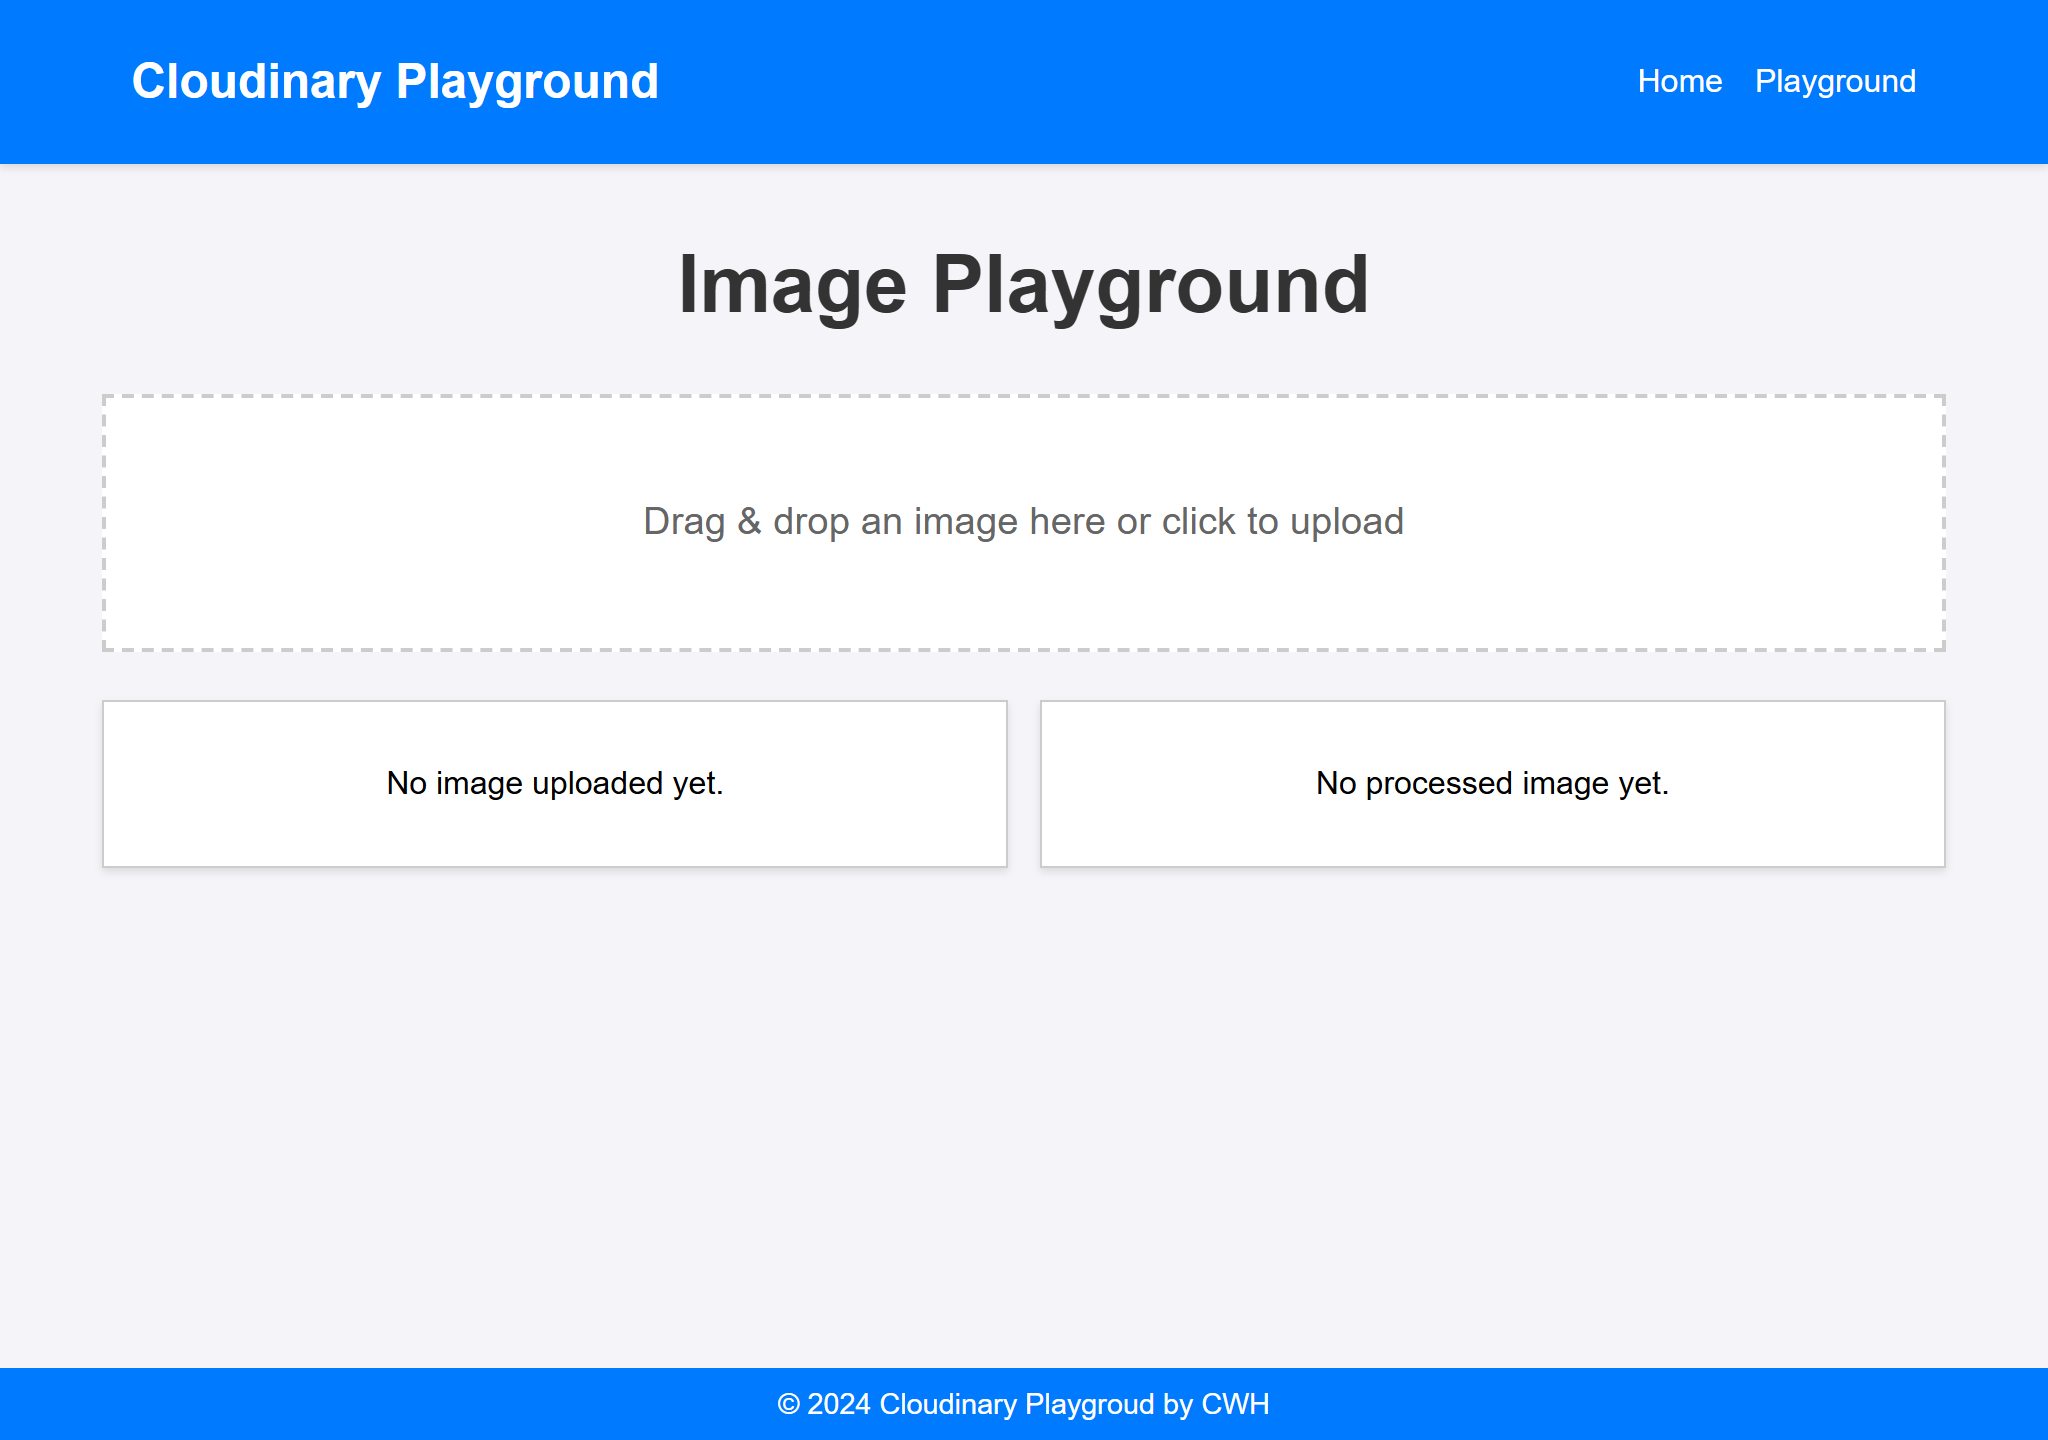 Cloudinary Playground
Home Playground
Image Playground
Drag & drop an image here or click to upload
No image uploaded yet.
No processed image yet.
© 2024 Cloudinary Playgroud by CWH